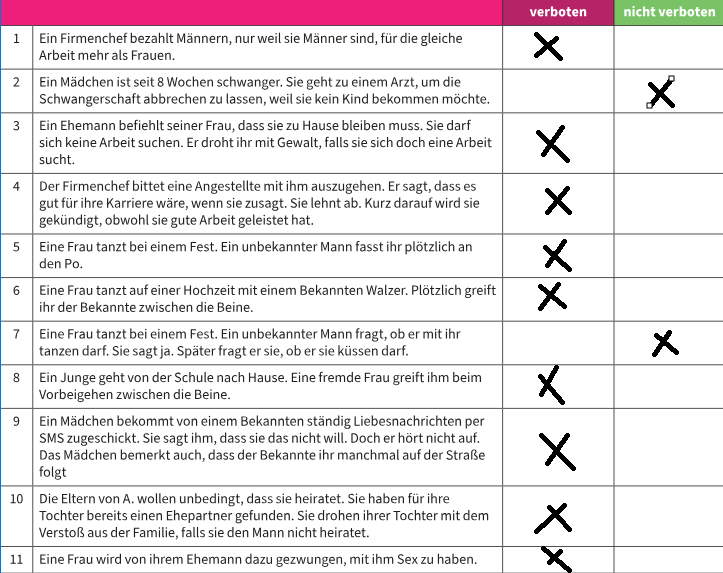 verboten nicht verboten
1 Ein Firmenchef bezahlt Männern, nur weil sie Männer sind, für die gleiche
Arbeit mehr als Frauen.
2 Ein Mädchen ist seit 8 Wochen schwanger. Sie geht zu einem Arzt, um die
Schwangerschaft abbrechen zu lassen, weil sie kein Kind bekommen möchte.
3 Ein Ehemann befiehlt seiner Frau, dass sie zu Hause bleiben muss. Sie darf
sich keine Arbeit suchen. Er droht ihr mit Gewalt, falls sie sich doch eine Arbeit
sucht.
4 Der Firmenchef bittet eine Angestellte mit ihm auszugehen. Er sagt, dass es
gut für ihre Karriere wäre, wenn sie zusagt. Sie lehnt ab. Kurz darauf wird sie
gekündigt, obwohl sie gute Arbeit geleistet hat.
5 Eine Frau tanzt bei einem Fest. Ein unbekannter Mann fasst ihr plötzlich an
den Po.
6 Eine Frau tanzt auf einer Hochzeit mit einem Bekannten Walzer. Plötzlich greift
ihr der Bekannte zwischen die Beine.
7 Eine Frau tanzt bei einem Fest. Ein unbekannter Mann fragt, ob er mit ihr
tanzen darf. Sie sagt ja. Später fragt er sie, ob er sie küssen darf.
8 Ein Junge geht von der Schule nach Hause. Eine fremde Frau greift ihm beim
Vorbeigehen zwischen die Beine.
9 Ein Mädchen bekommt von einem Bekannten ständig Liebesnachrichten per
SMS zugeschickt. Sie sagt ihm, dass sie das nicht will. Doch er hört nicht auf.
Das Mädchen bemerkt auch, dass der Bekannte ihr manchmal auf der Straße
folgt
10 Die Eltern von A. wollen unbedingt, dass sie heiratet. Sie haben für ihre
Tochter bereits einen Ehepartner gefunden. Sie drohen ihrer Tochter mit dem
Verstoß aus der Familie, falls sie den Mann nicht heiratet.
11 Eine Frau wird von ihrem Ehemann dazu gezwungen, mit ihm Sex zu haben.